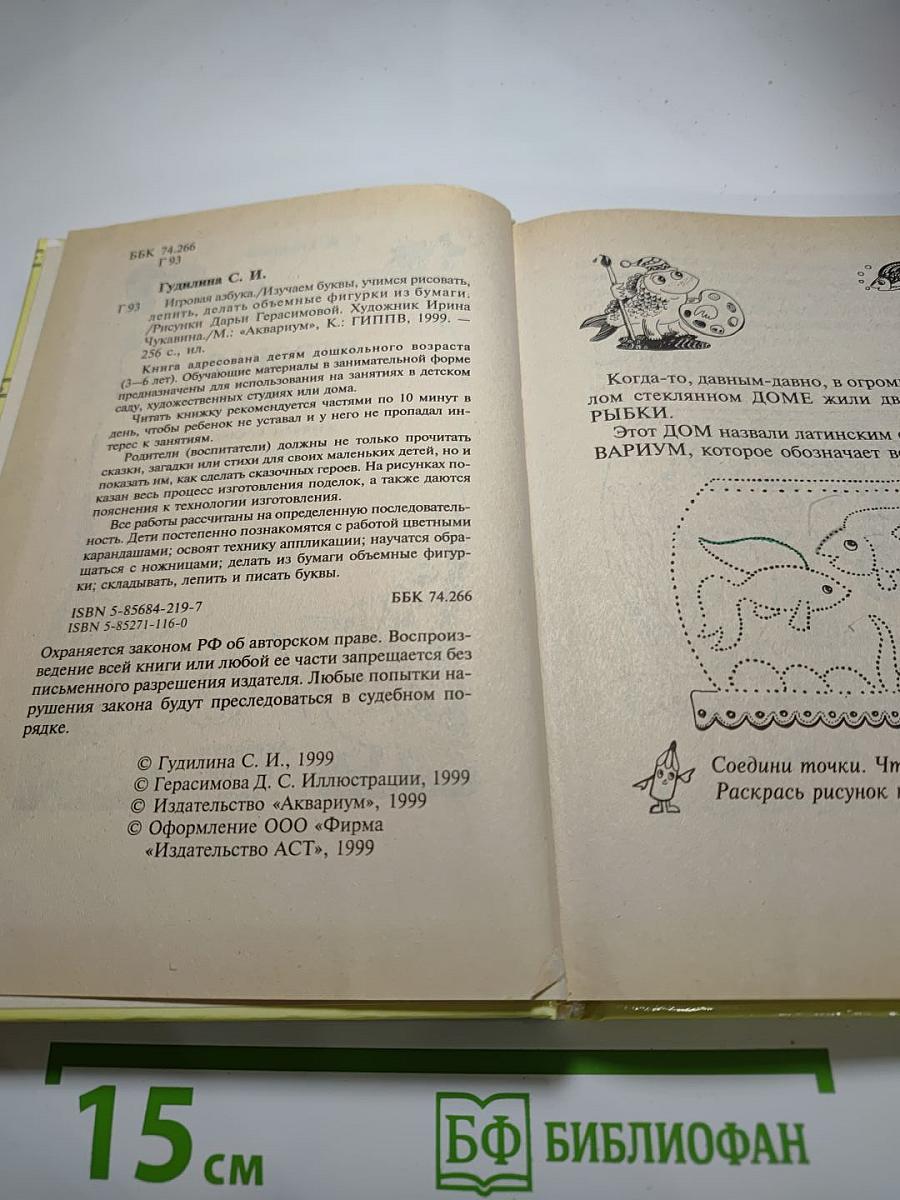 ББК 74.266
Г 93
Гудилина С. И.
Г 93 Игровая азбука./Изучаем буквы, учимся рисовать,
лепить, делать объемные фигурки из бумаги.
/Рисунки Дарьи Герасимовой. Художник Ирина
Чукавина./М.: «Аквариум», К.: ГИППВ, 1999. —
256 с., ил.
Книга адресована детям дошкольного возраста
(3—6 лет). Обучающие материалы в занимательной форме
предназначены для использования на занятиях в детском
саду, художественных студиях или дома.
Читать книжку рекомендуется частями по 10 минут в
день, чтобы ребенок не уставал и у него не пропадал ин-
терес к занятиям.
Родители (воспитатели) должны не только прочитать
сказки, загадки или стихи для своих маленьких детей, но и
показать им, как сделать сказочных героев. На рисунках по-
казан весь процесс изготовления поделок, а также даются
пояснения к технологии изготовления.
Все работы рассчитаны на определенную последователь-
ность. Дети постепенно познакомятся с работой цветными
карандашами; освоят технику аппликации; научатся обра-
щаться с ножницами; делать из бумаги объемные фигур-
ки; складывать, лепить и писать буквы.
ББК 74.266
ISBN 5-85684-219-7
ISBN 5-85271-116-0
Охраняется законом РФ об авторском праве. Воспроиз-
ведение всей книги или любой ее части запрещается без
письменного разрешения издателя. Любые попытки на-
рушения закона будут преследоваться в судебном по-
рядке.
© Гудилина С. И., 1999
© Герасимова Д. С. Иллюстрации, 1999
© Издательство «Аквариум», 1999
© Оформление ООО «Фирма
«Издательство АСТ», 1999
Когда-то, давным-давно, в огром
лом стеклянном ДОМЕ жили дв
РЫБКИ.
Этот ДОМ назвали латинским
ВАРИУМ, которое обозначает в
Соедини точки. Чт
Раскрась рисунок
15 см
БФ БИБЛИОФАН